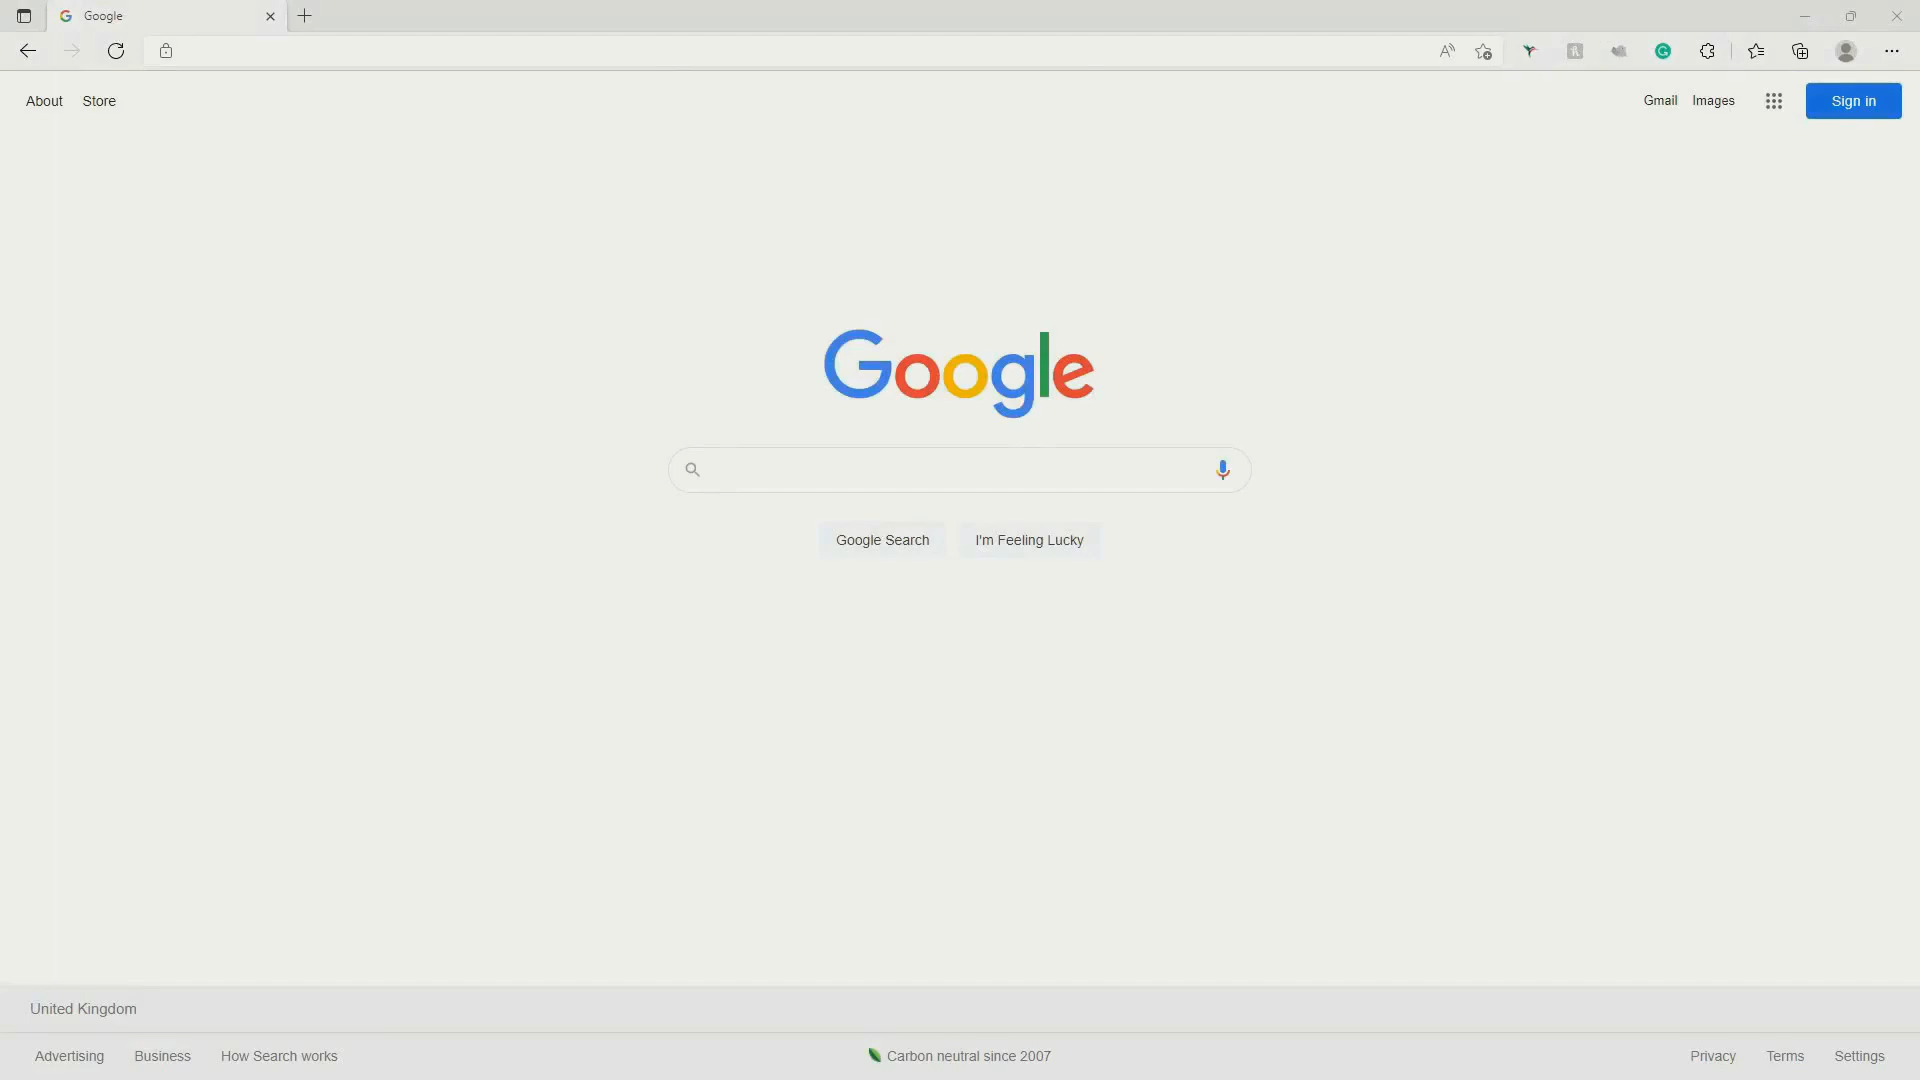 Google
About Store
Gmail Images Sign in
Google
Google Search I'm Feeling Lucky
United Kingdom
Advertising Business How Search works
Carbon neutral since 2007
Privacy Terms Settings